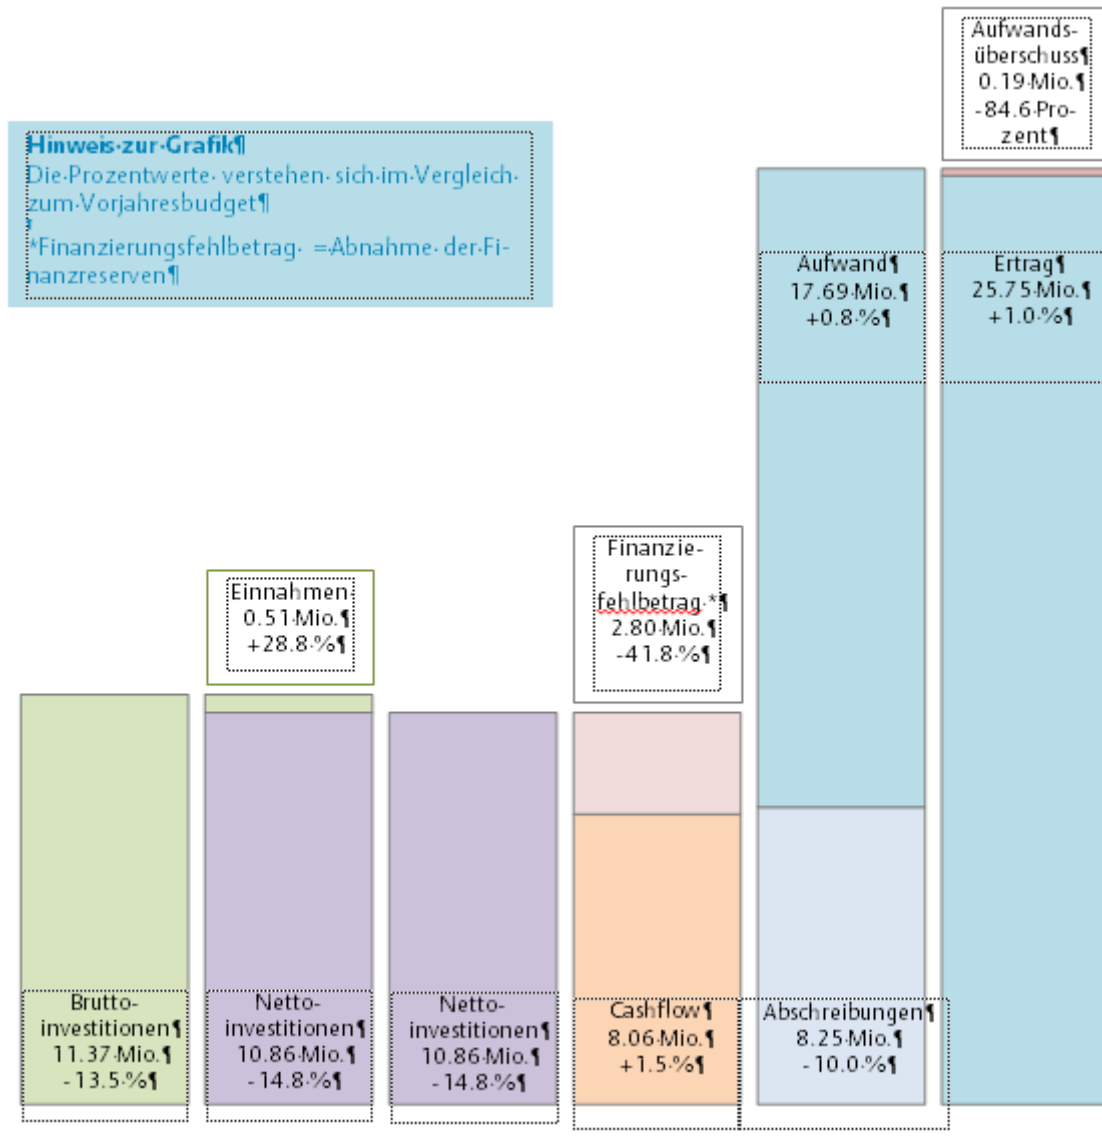 Aufwands-
überschuss¶
0.19·Mio.¶
-84.6·Pro-
zent¶
Hinweis·zur·Grafik¶
Die·Prozentwerte· verstehen· sich·im·Vergleich·
zum·Vorjahresbudget¶
¶
*Finanzierungsfehlbetrag· =·Abnahme· der·Fi-
nanzreserven¶
Aufwand¶
17.69·Mio.¶
+0.8·%¶
Ertrag¶
25.75·Mio.¶
+1.0·%¶
Finanzie-
rungs-
fehlbetrag·*¶
2.80·Mio.¶
-41.8·%¶
Einnahmen·
0.51·Mio.¶
+28.8·%¶
Brutto-
investitionen¶
11.37·Mio.¶
-13.5·%¶
Netto-
investitionen¶
10.86·Mio.¶
-14.8·%¶
Netto-
investitionen¶
10.86·Mio.¶
-14.8·%¶
Cashflow¶
8.06·Mio.¶
+1.5·%¶
Abschreibungen¶
8.25·Mio.¶
-10.0·%¶